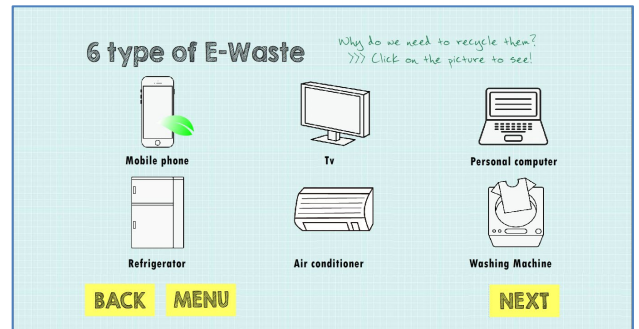 6 type of E-Waste
Why do we need to recycle them?
>>> Click on the picture to see!
Mobile phone
Tv
Personal computer
Refrigerator
Air conditioner
Washing Machine
BACK
MENU
NEXT